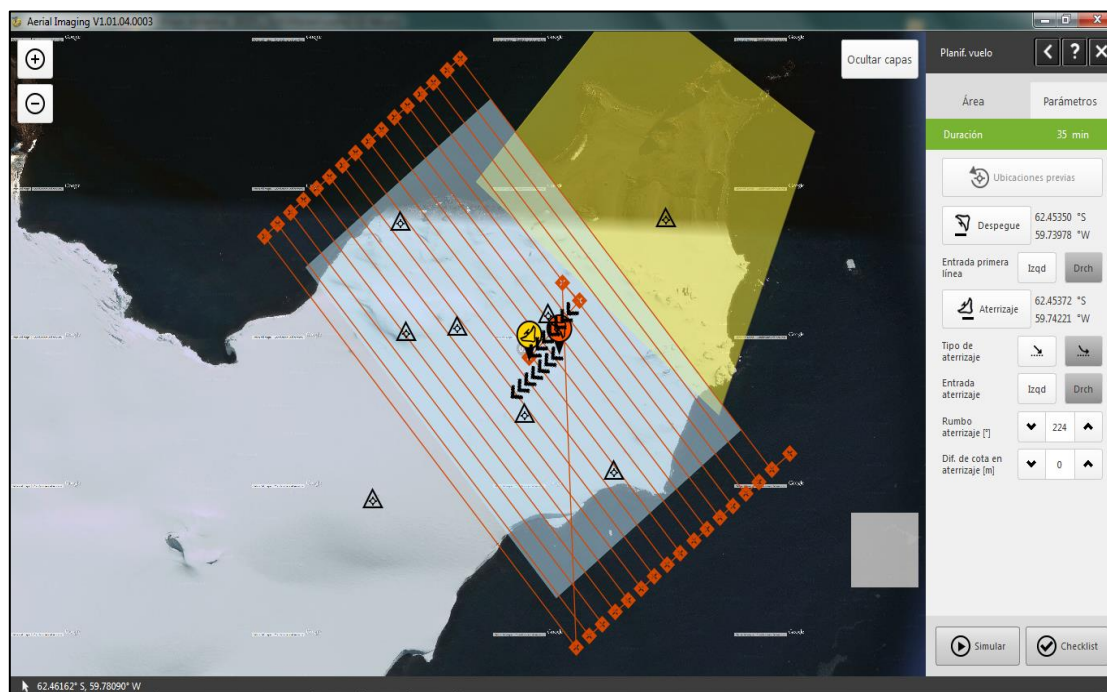 Aerial Imaging V1.01.04.0003
Ocultar capas
Planif. vuelo
?
Área
Parámetros
Duración 35 min
Ubicaciones previas
Despegue
62.45350 °S
59.73978 °W
Entrada primera
línea
Izqd
Drch
Aterrizaje
62.45372 °S
59.74221 °W
Tipo de
aterrizaje
Entrada
aterrizaje
Izqd
Drch
Rumbo
aterrizaje [°]
224
Dif. de cota en
aterrizaje [m]
0
Simular
Checklist
62.46162° S, 59.78090° W